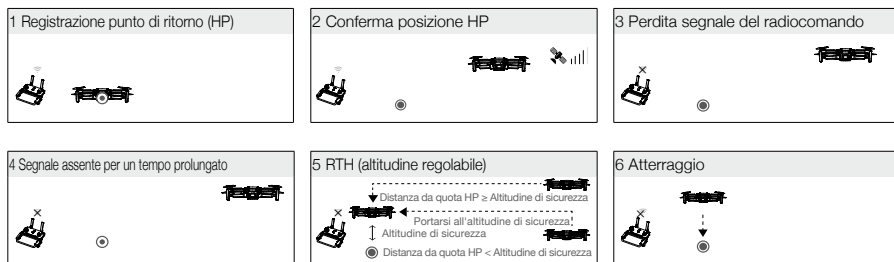 1 Registrazione punto di ritorno (HP)
2 Conferma posizione HP
3 Perdita segnale del radiocomando
4 Segnale assente per un tempo prolungato
5 RTH (altitudine regolabile)
Distanza da quota HP ≥ Altitudine di sicurezza
Portarsi all'altitudine di sicurezza
Altitudine di sicurezza
Distanza da quota HP < Altitudine di sicurezza
6 Atterraggio